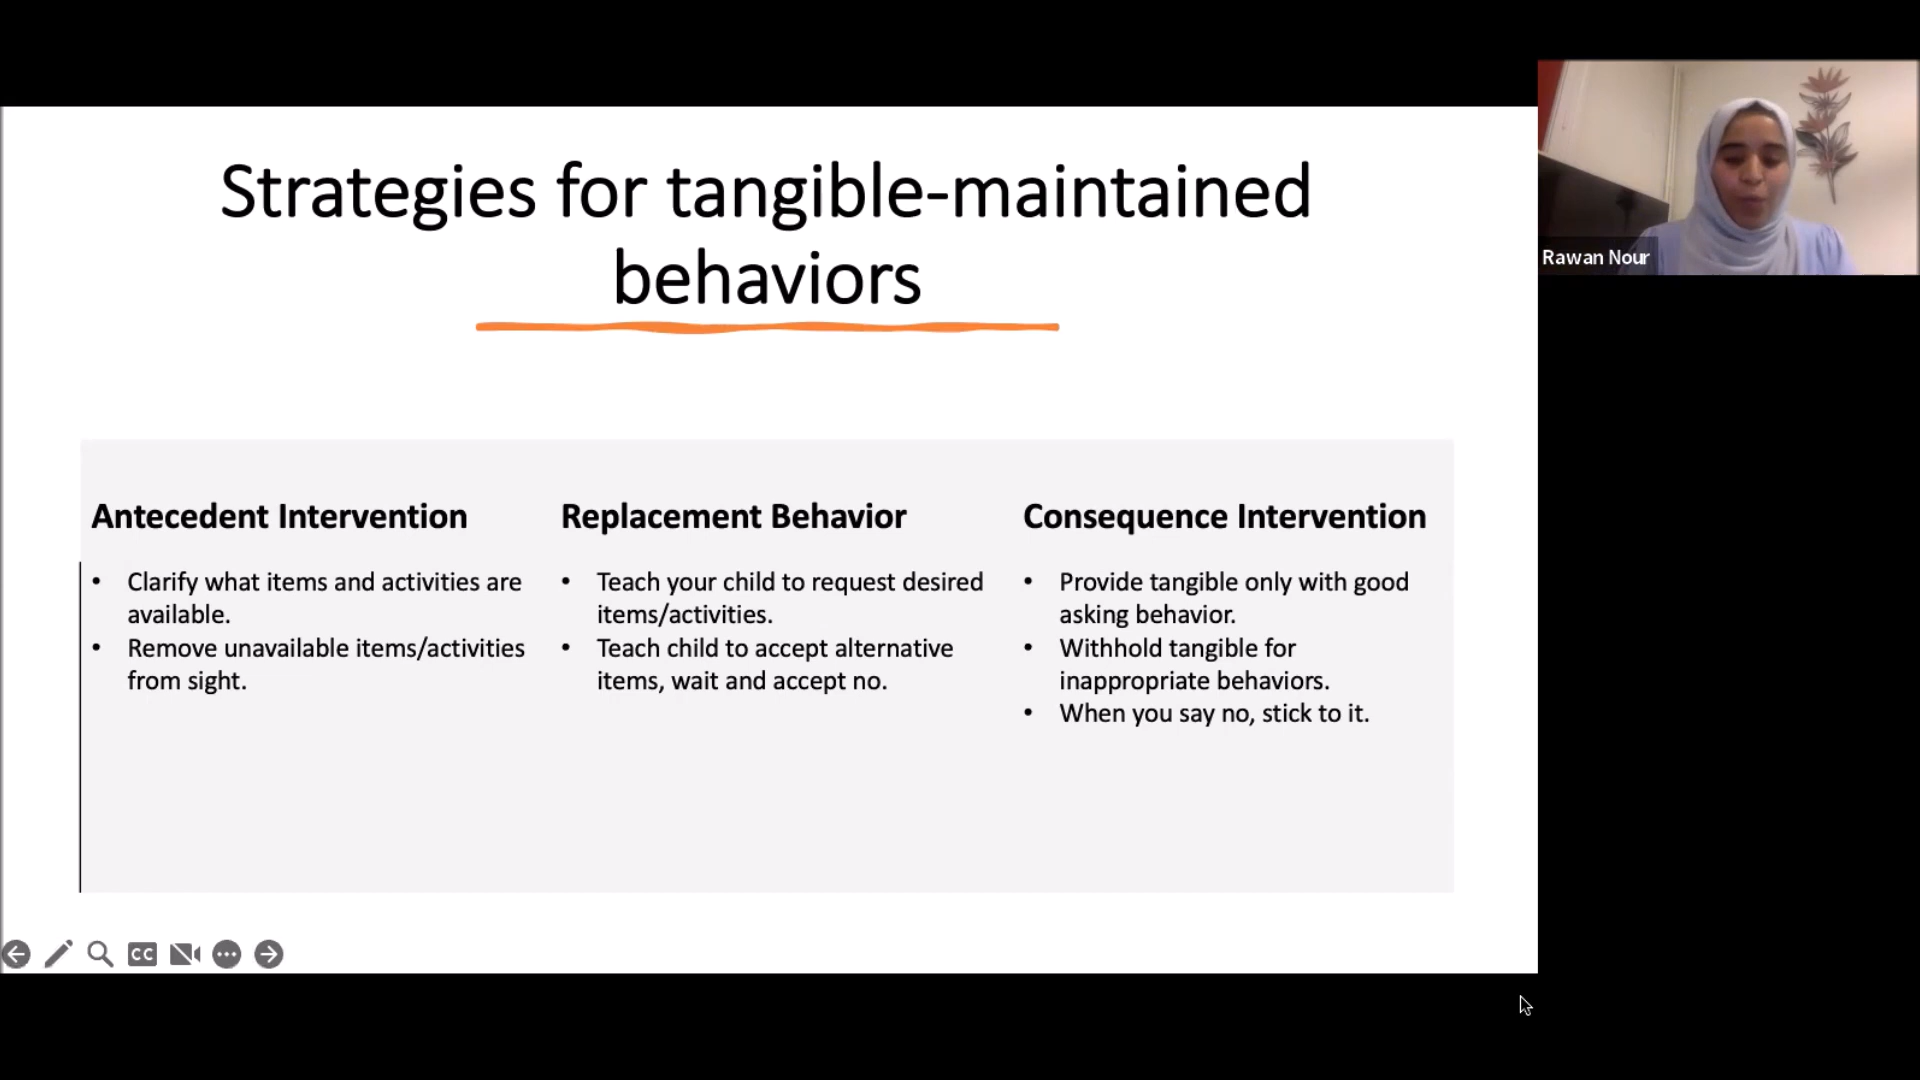 Strategies for tangible-maintained
behaviors
Antecedent Intervention
• Clarify what items and activities are
available.
• Remove unavailable items/activities
from sight.
Replacement Behavior
• Teach your child to request desired
items/activities.
• Teach child to accept alternative
items, wait and accept no.
Consequence Intervention
• Provide tangible only with good
asking behavior.
• Withhold tangible for
inappropriate behaviors.
• When you say no, stick to it.
Rawan Nour
CC